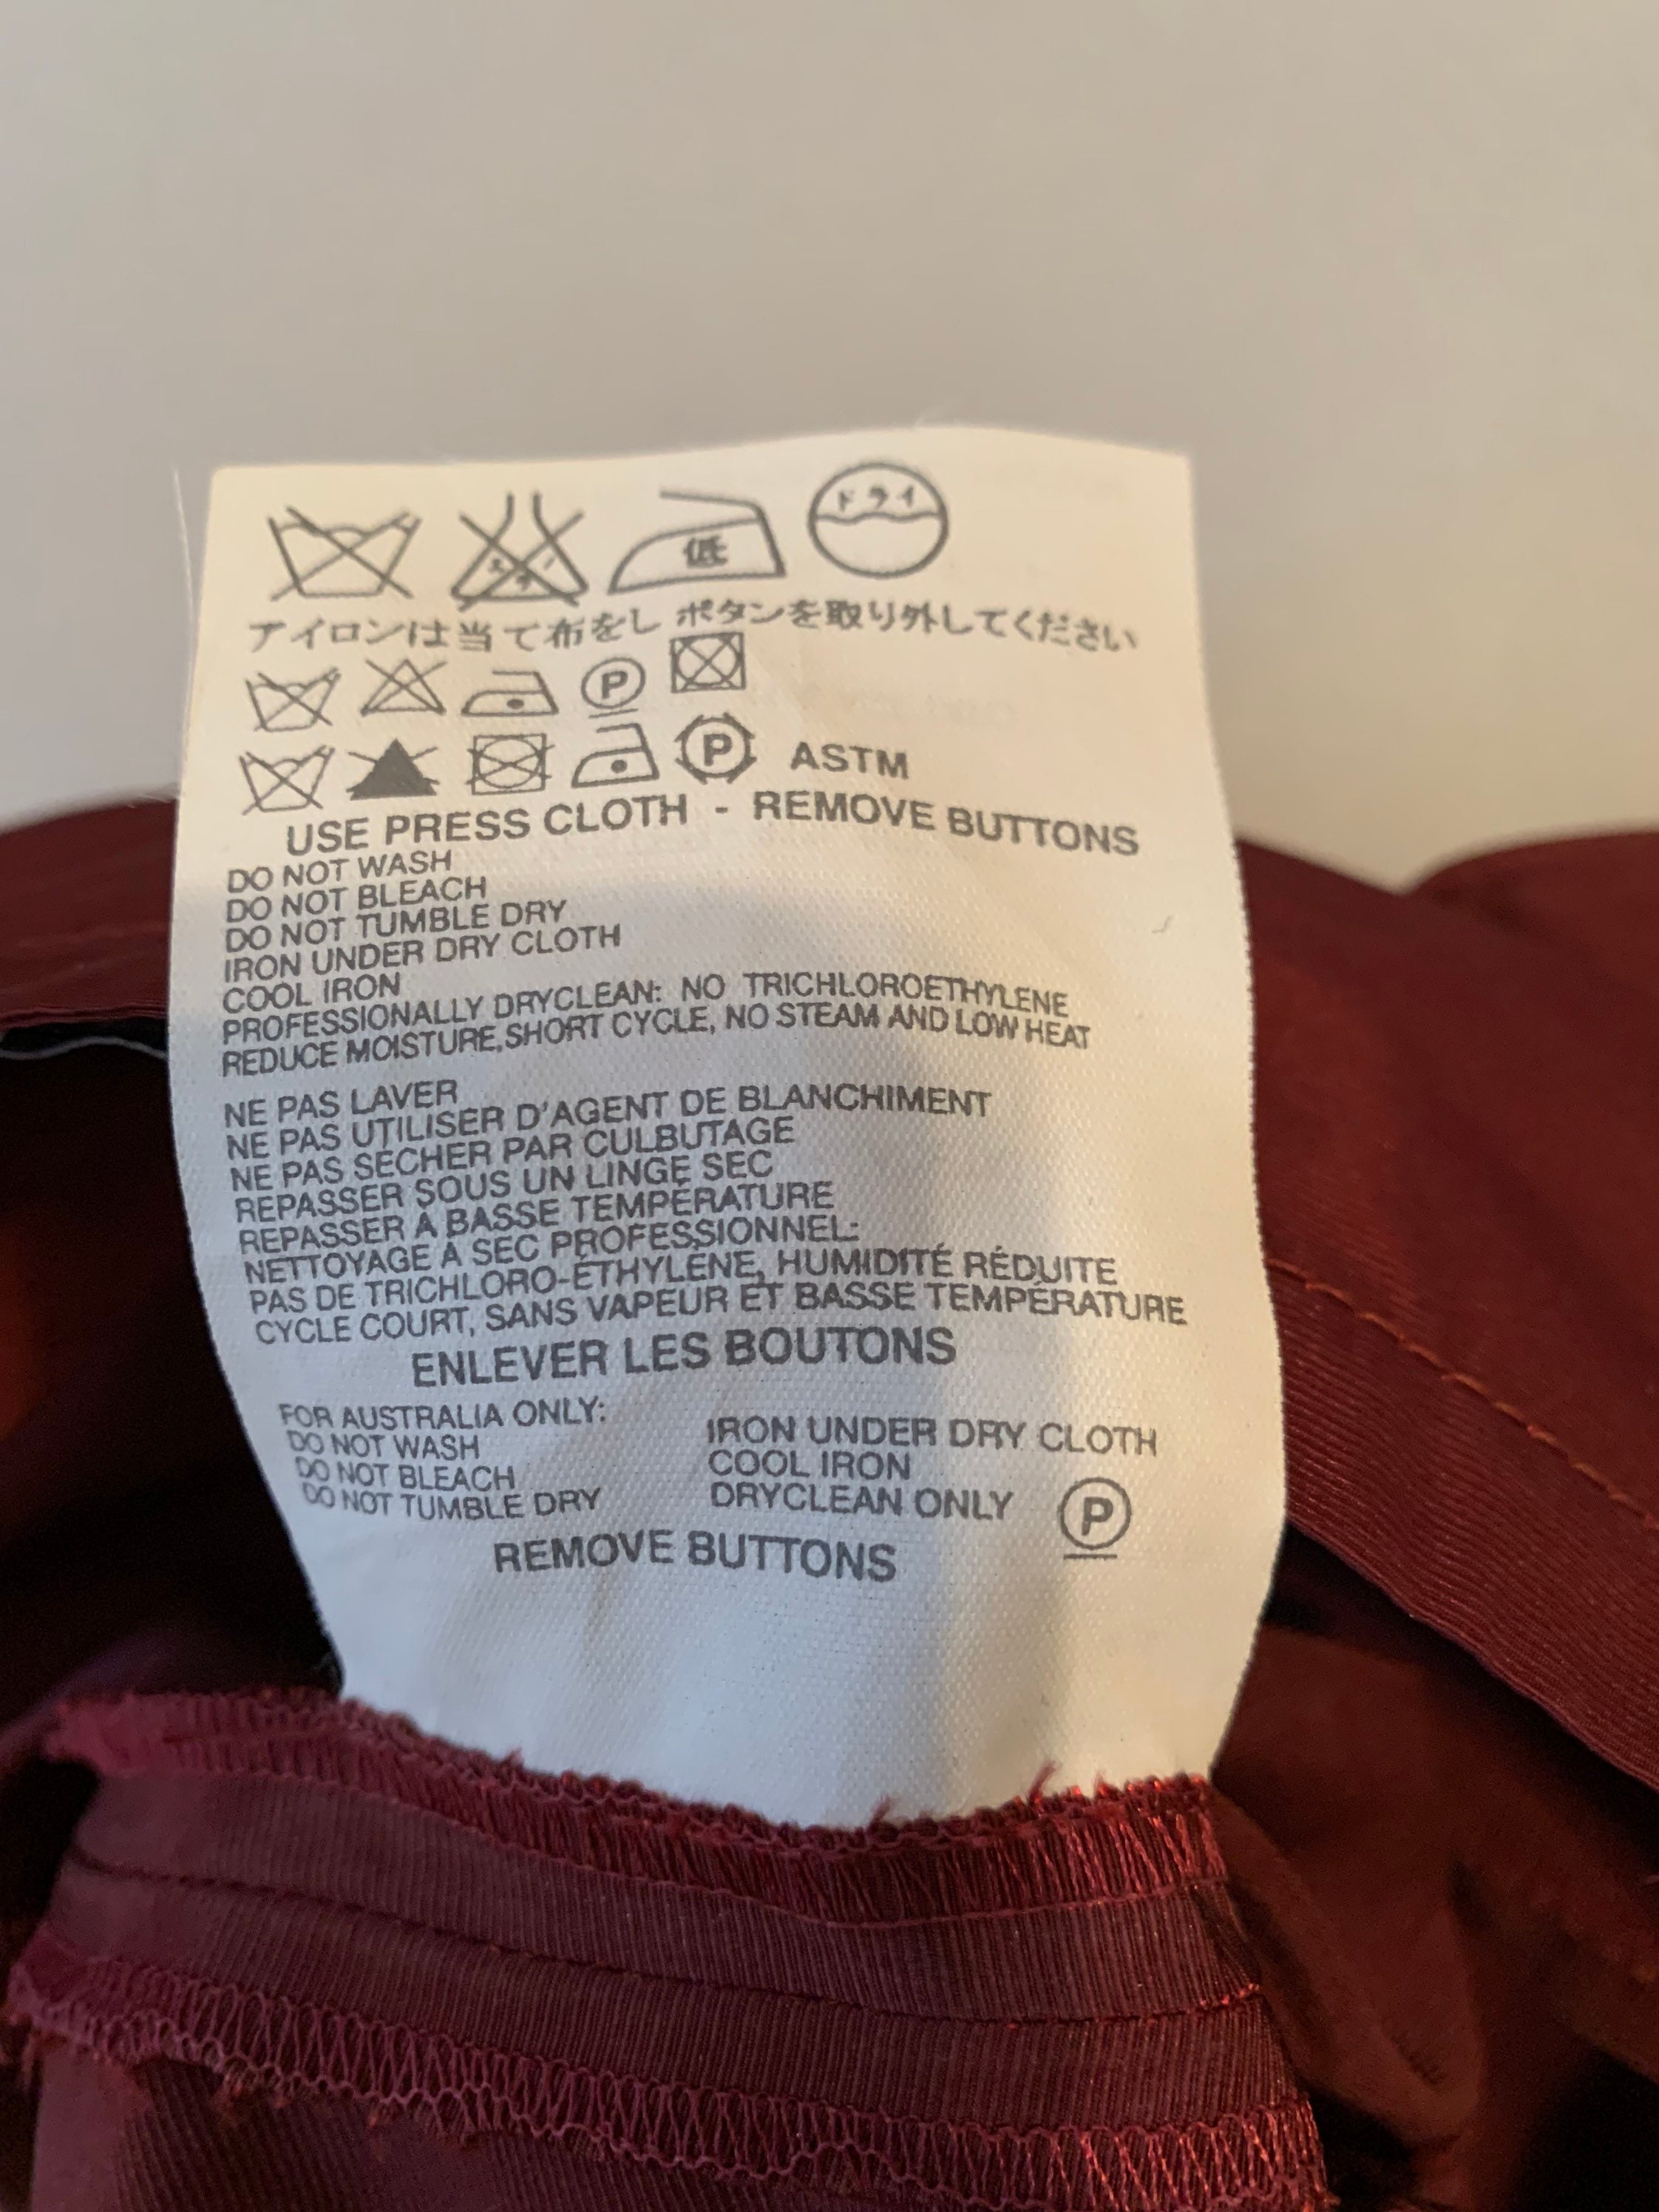 ドライ
低
アイロンは当て布をし ボタンを取り外してください
P
P ASTM
USE PRESS CLOTH - REMOVE BUTTONS
DO NOT WASH
DO NOT BLEACH
DO NOT TUMBLE DRY
IRON UNDER DRY CLOTH
COOL IRON
PROFESSIONALLY DRYCLEAN: NO TRICHLOROETHYLENE
REDUCE MOISTURE, SHORT CYCLE, NO STEAM AND LOW HEAT
NE PAS LAVER
NE PAS UTILISER D'AGENT DE BLANCHIMENT
NE PAS SÉCHER PAR CULBUTAGE
REPASSER SOUS UN LINGE SEC
REPASSER À BASSE TEMPÉRATURE
NETTOYAGE À SEC PROFESSIONNEL:
PAS DE TRICHLORO-ÉTHYLÈNE, HUMIDITÉ RÉDUITE
CYCLE COURT, SANS VAPEUR ET BASSE TEMPÉRATURE
ENLEVER LES BOUTONS
FOR AUSTRALIA ONLY:
DO NOT WASH
DO NOT BLEACH
DO NOT TUMBLE DRY
IRON UNDER DRY CLOTH
COOL IRON
DRYCLEAN ONLY P
REMOVE BUTTONS